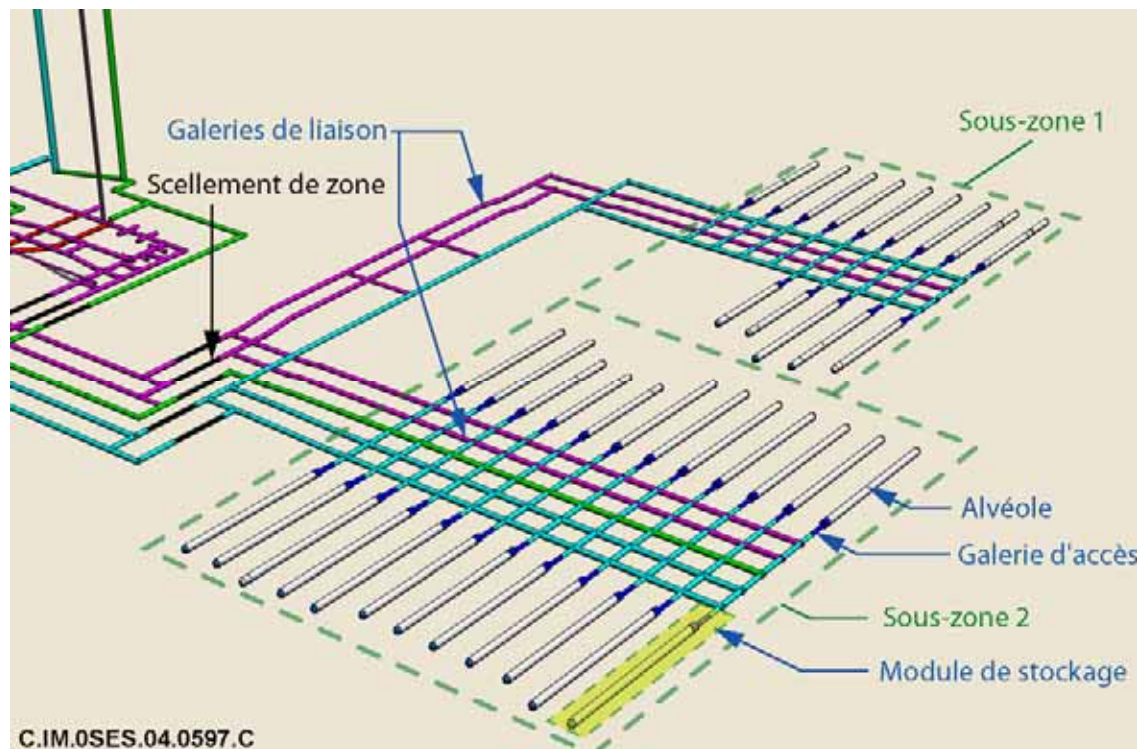 Galeries de liaison
Sous-zone 1
Scellement de zone
Alvéole
Galerie d'accès
Sous-zone 2
Module de stockage
C.IM.0SES.04.0597.C